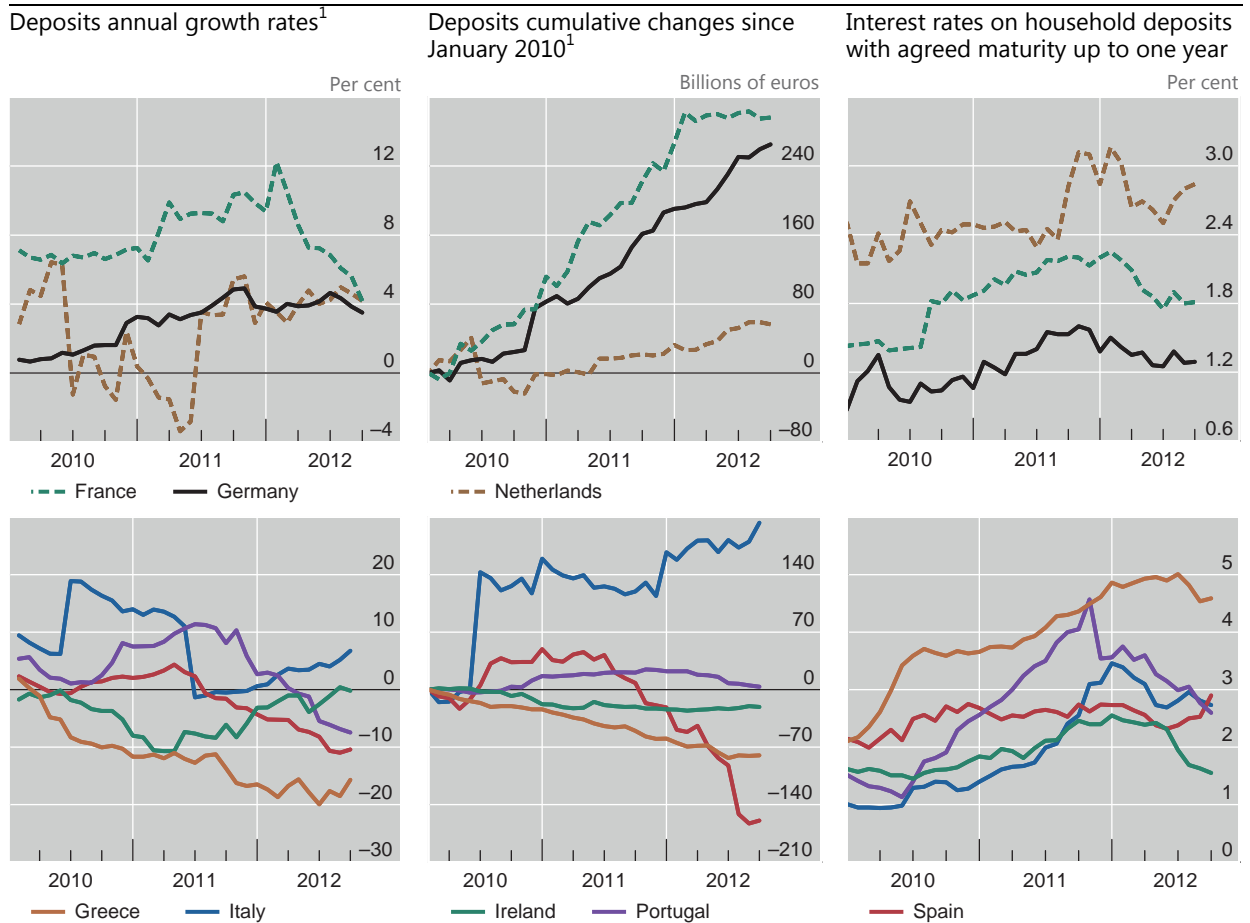 Deposits annual growth rates1
Deposits cumulative changes since
January 20101
Interest rates on household deposits
with agreed maturity up to one year
Per cent
Billions of euros
Per cent
12
8
4
0
–4
240
160
80
0
–80
3.0
2.4
1.8
1.2
0.6
2010 2011 2012
2010 2011 2012
2010 2011 2012
France Germany Netherlands
20
10
0
–10
–20
–30
140
70
0
–70
–140
–210
5
4
3
2
1
0
2010 2011 2012
2010 2011 2012
2010 2011 2012
Greece Italy Ireland Portugal Spain